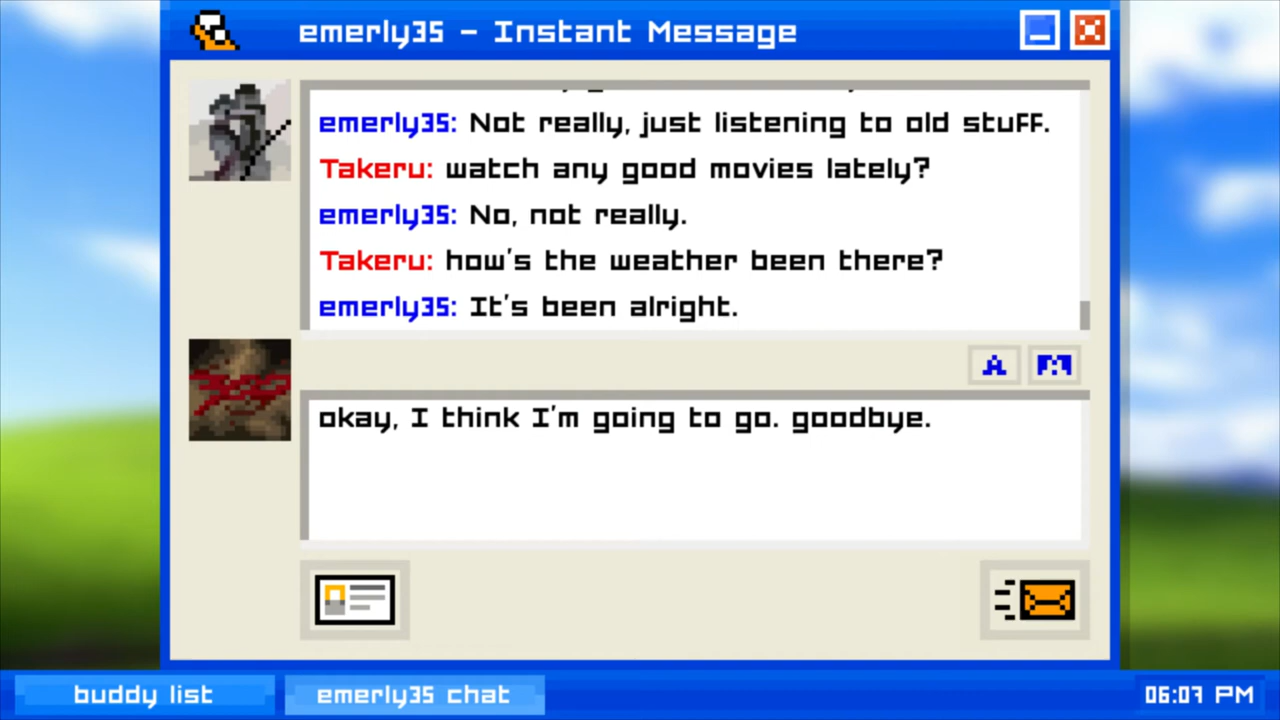 emerly35 - Instant Message
emerly35: Not really, just listening to old stuff.
Takeru: watch any good movies lately?
emerly35: No, not really.
Takeru: how's the weather been there?
emerly35: It's been alright.
A
okay, I think I'm going to go. goodbye.
buddy list
emerly35 chat
06:07 PM